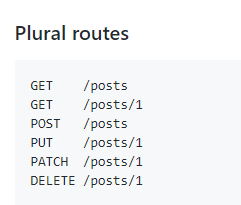 Plural routes
GET    /posts
GET    /posts/1
POST   /posts
PUT    /posts/1
PATCH  /posts/1
DELETE /posts/1